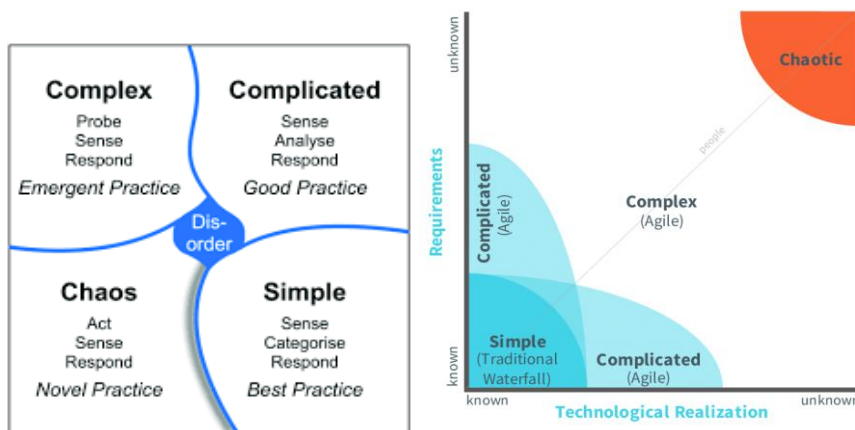 Complex
Probe
Sense
Respond
Emergent Practice
Complicated
Sense
Analyse
Respond
Good Practice
Dis-
order
Chaos
Act
Sense
Respond
Novel Practice
Simple
Sense
Categorise
Respond
Best Practice
unknown
Requirements
known
Chaotic
people
Complex
(Agile)
Complicated
(Agile)
Simple
(Traditional
Waterfall)
Complicated
(Agile)
known
unknown
Technological Realization